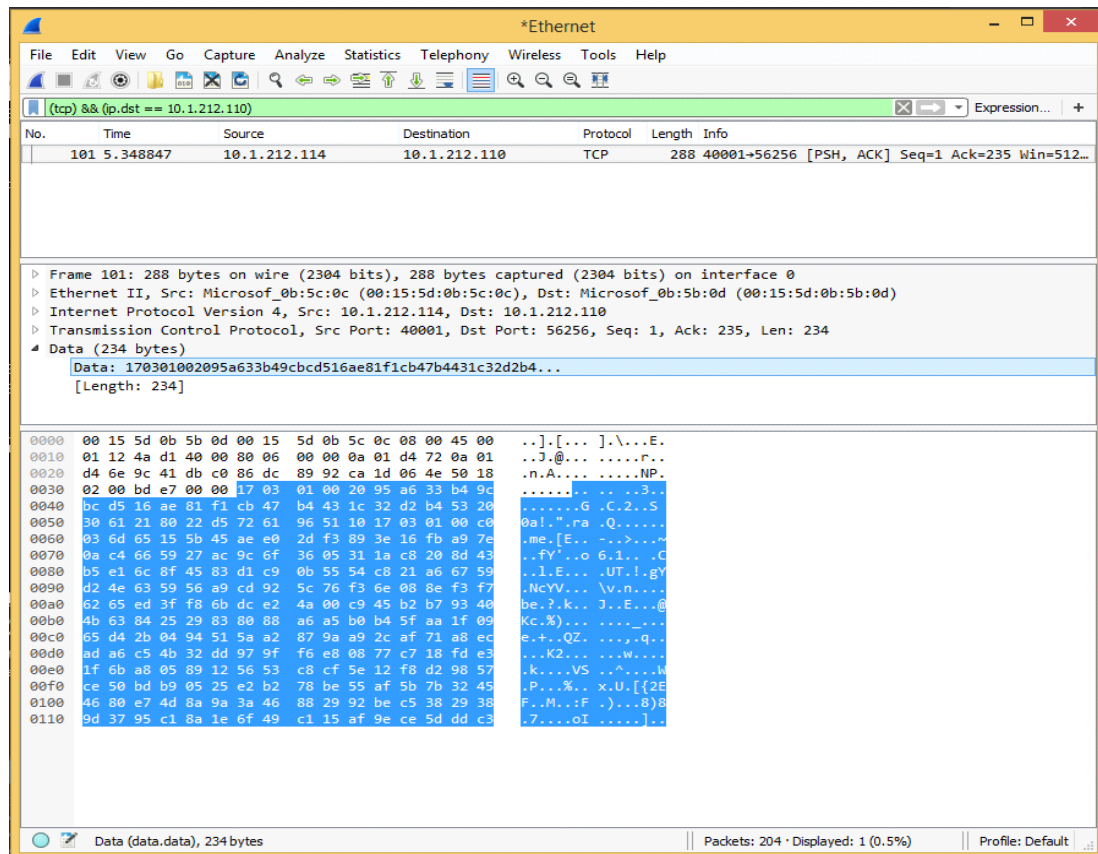 *Ethernet
File Edit View Go Capture Analyze Statistics Telephony Wireless Tools Help
(tcp) && (ip.dst == 10.1.212.110) Expression... +
No. Time Source Destination Protocol Length Info
101 5.348847 10.1.212.114 10.1.212.110 TCP 288 40001→56256 [PSH, ACK] Seq=1 Ack=235 Win=512…
Frame 101: 288 bytes on wire (2304 bits), 288 bytes captured (2304 bits) on interface 0
Ethernet II, Src: Microsof_0b:5c:0c (00:15:5d:0b:5c:0c), Dst: Microsof_0b:5b:0d (00:15:5d:0b:5b:0d)
Internet Protocol Version 4, Src: 10.1.212.114, Dst: 10.1.212.110
Transmission Control Protocol, Src Port: 40001, Dst Port: 56256, Seq: 1, Ack: 235, Len: 234
Data (234 bytes)
Data: 170301002095a633b49cbcd516ae81f1cb47b4431c32d2b4...
[Length: 234]
0000 00 15 5d 0b 5b 0d 00 15 5d 0b 5c 0c 08 00 45 00 ..].[... ].\...E.
0010 01 12 4a d1 40 00 80 06 00 00 0a 01 d4 72 0a 01 ..J.@... .....r..
0020 d4 6e 9c 41 db c0 86 dc 89 92 ca 1d 06 4e 50 18 .n.A.... .....NP.
0030 02 00 bd e7 00 00 17 03 01 00 20 95 a6 33 b4 9c ........ .. ..3..
0040 bc d5 16 ae 81 f1 cb 47 b4 43 1c 32 d2 b4 53 20 .......G .C.2..S
0050 30 61 21 80 22 d5 72 61 96 51 10 17 03 01 00 c0 0a!.".ra .Q......
0060 03 6d 65 15 5b 45 ae e0 2d f3 89 3e 16 fb a9 7e .me.[E.. -..>...~
0070 0a c4 66 59 27 ac 9c 6f 36 05 31 1a c8 20 8d 43 ..fY'..o 6.1.. .C
0080 b5 e1 6c 8f 45 83 d1 c9 0b 55 54 c8 21 a6 67 59 ..l.E... .UT.!.gY
0090 d2 4e 63 59 56 a9 cd 92 5c 76 f3 6e 08 8e f3 f7 .NcYV... \v.n....
00a0 62 65 ed 3f f8 6b dc e2 4a 00 c9 45 b2 b7 93 40 be.?.k.. J..E...@
00b0 4b 63 84 25 29 83 80 88 a6 a5 b0 b4 5f aa 1f 09 Kc.%)... ...._...
00c0 65 d4 2b 04 94 51 5a a2 87 9a a9 2c af 71 a8 ec e.+..QZ. ...,.q..
00d0 ad a6 c5 4b 32 dd 97 9f f6 e8 08 77 c7 18 fd e3 ...K2... ...w....
00e0 1f 6b a8 05 89 12 56 53 c8 cf 5e 12 f8 d2 98 57 .k....VS ..^....W
00f0 ce 50 bd b9 05 25 e2 b2 78 be 55 af 5b 7b 32 45 .P...%.. x.U.[{2E
0100 46 80 e7 4d 8a 9a 3a 46 88 29 92 be c5 38 29 38 F..M..:F .)...8)8
0110 9d 37 95 c1 8a 1e 6f 49 c1 15 af 9e ce 5d dd c3 .7....oI .....]..
Data (data.data), 234 bytes Packets: 204 · Displayed: 1 (0.5%) Profile: Default